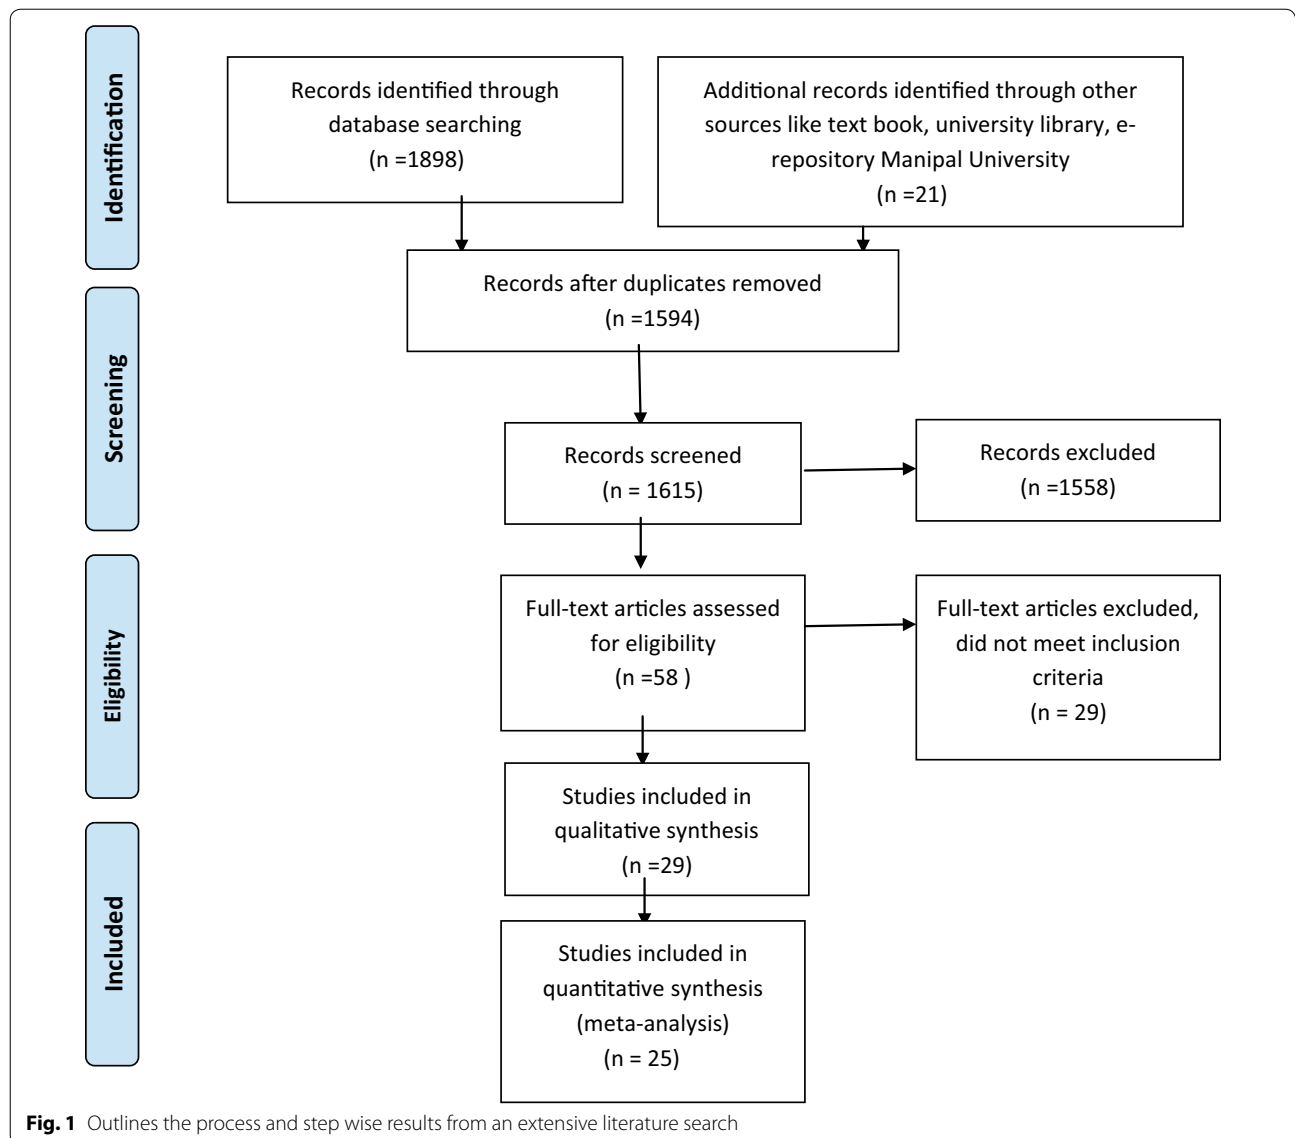 Identification
Records identified through
database searching
(n =1898)
Additional records identified through other
sources like text book, university library, e-
repository Manipal University
(n =21)
Records after duplicates removed
(n =1594)
Screening
Records screened
(n = 1615)
Records excluded
(n =1558)
Eligibility
Full-text articles assessed
for eligibility
(n =58 )
Full-text articles excluded,
did not meet inclusion
criteria
(n = 29)
Studies included in
qualitative synthesis
(n =29)
Included
Studies included in
quantitative synthesis
(meta-analysis)
(n = 25)
Fig. 1 Outlines the process and step wise results from an extensive literature search